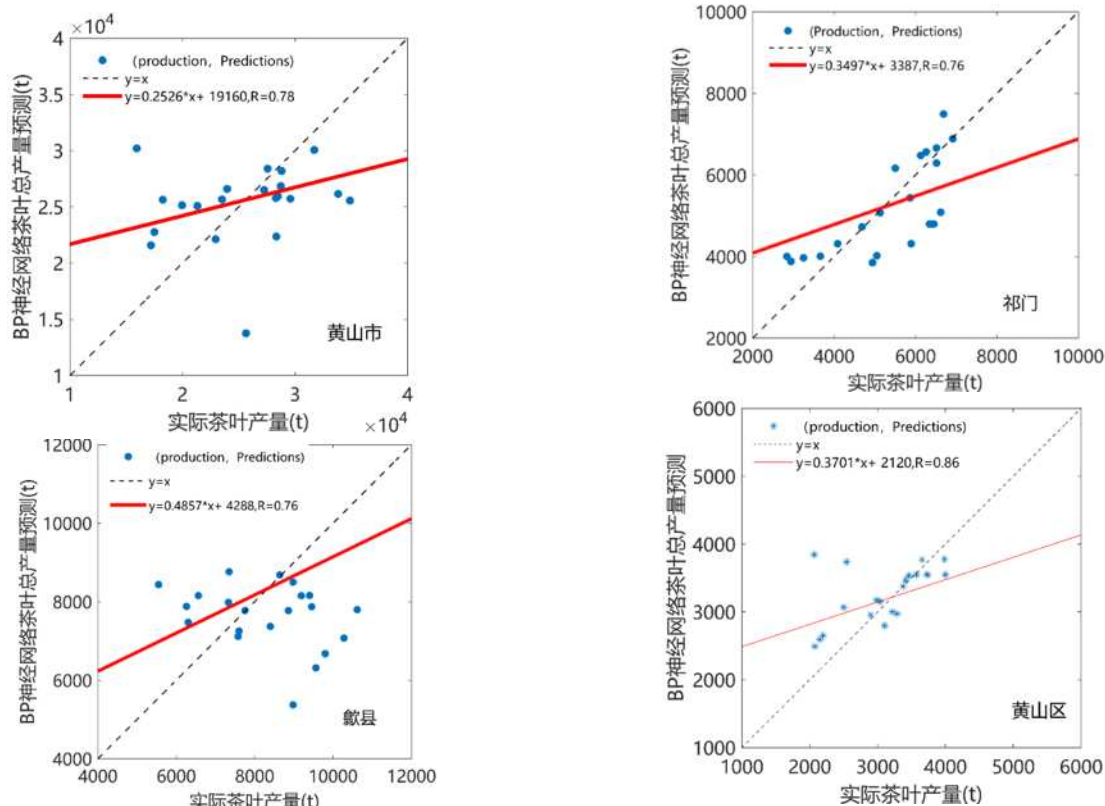 ×10⁴
4
3
2
1
BP神经网络茶叶总产量预测(t)
(production, Predictions)
y=x
y=0.2526*x+ 19160,R=0.78
黄山市
1
2
3
4
实际茶叶产量(t)
×10⁴
10000
8000
6000
4000
2000
BP神经网络茶叶总产量预测(t)
(Production, Predictions)
y=x
y=0.3497*x+ 3387,R=0.76
祁门
2000
4000
6000
8000
10000
实际茶叶产量(t)
12000
10000
8000
6000
4000
BP神经网络茶叶总产量预测(t)
(production, Predictions)
y=x
y=0.4857*x+ 4288,R=0.76
歙县
4000
6000
8000
10000
12000
实际茶叶产量(t)
6000
5000
4000
3000
2000
1000
BP神经网络茶叶总产量预测
(production, Predictions)
y=x
y=0.3701*x+ 2120,R=0.86
黄山区
1000
2000
3000
4000
5000
6000
实际茶叶产量(t)